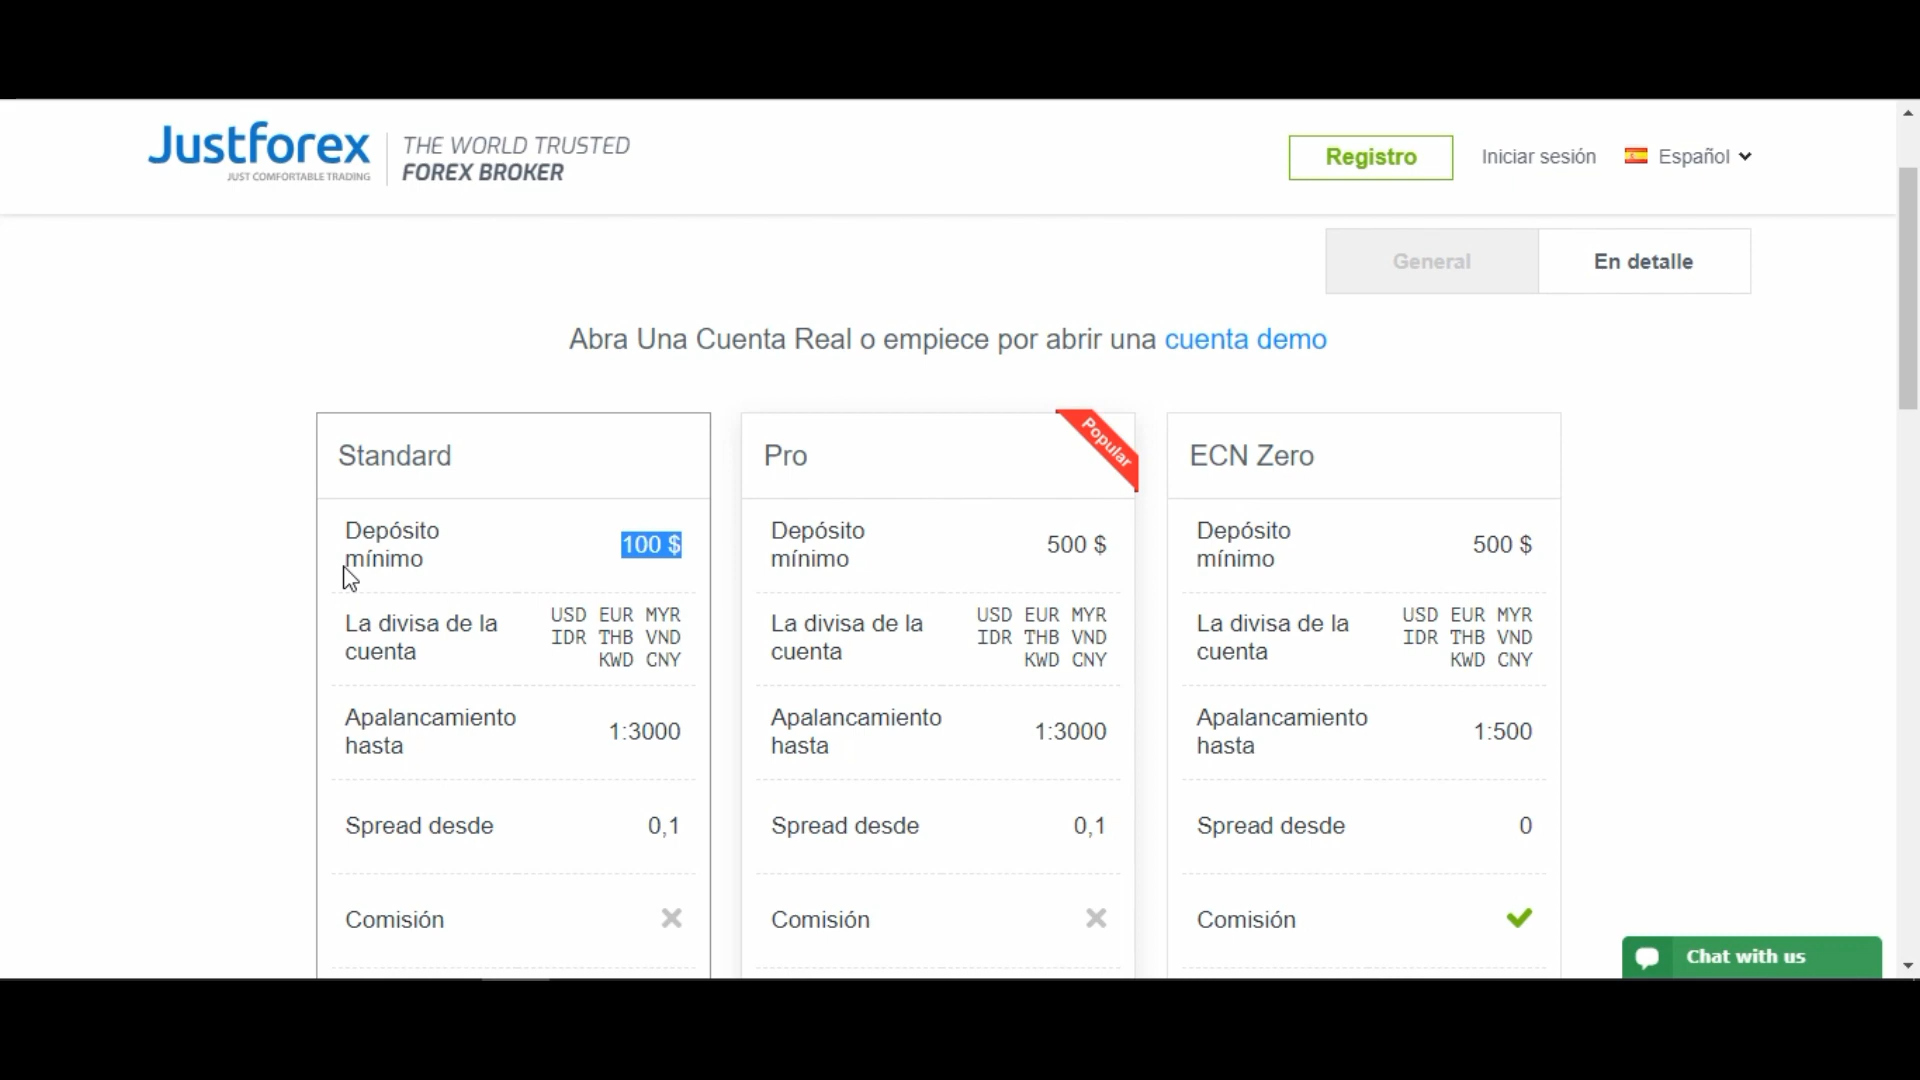 Justforex
JUST COMFORTABLE TRADING
THE WORLD TRUSTED
FOREX BROKER
Registro
Iniciar sesión
Español
General
En detalle
Abra Una Cuenta Real o empiece por abrir una cuenta demo
Standard
Depósito
mínimo
100 $
La divisa de la
cuenta
USD EUR MYR
IDR THB VND
KWD CNY
Apalancamiento
hasta
1:3000
Spread desde
0,1
Comisión
Pro
Popular
Depósito
mínimo
500 $
La divisa de la
cuenta
USD EUR MYR
IDR THB VND
KWD CNY
Apalancamiento
hasta
1:3000
Spread desde
0,1
Comisión
ECN Zero
Depósito
mínimo
500 $
La divisa de la
cuenta
USD EUR MYR
IDR THB VND
KWD CNY
Apalancamiento
hasta
1:500
Spread desde
0
Comisión
Chat with us